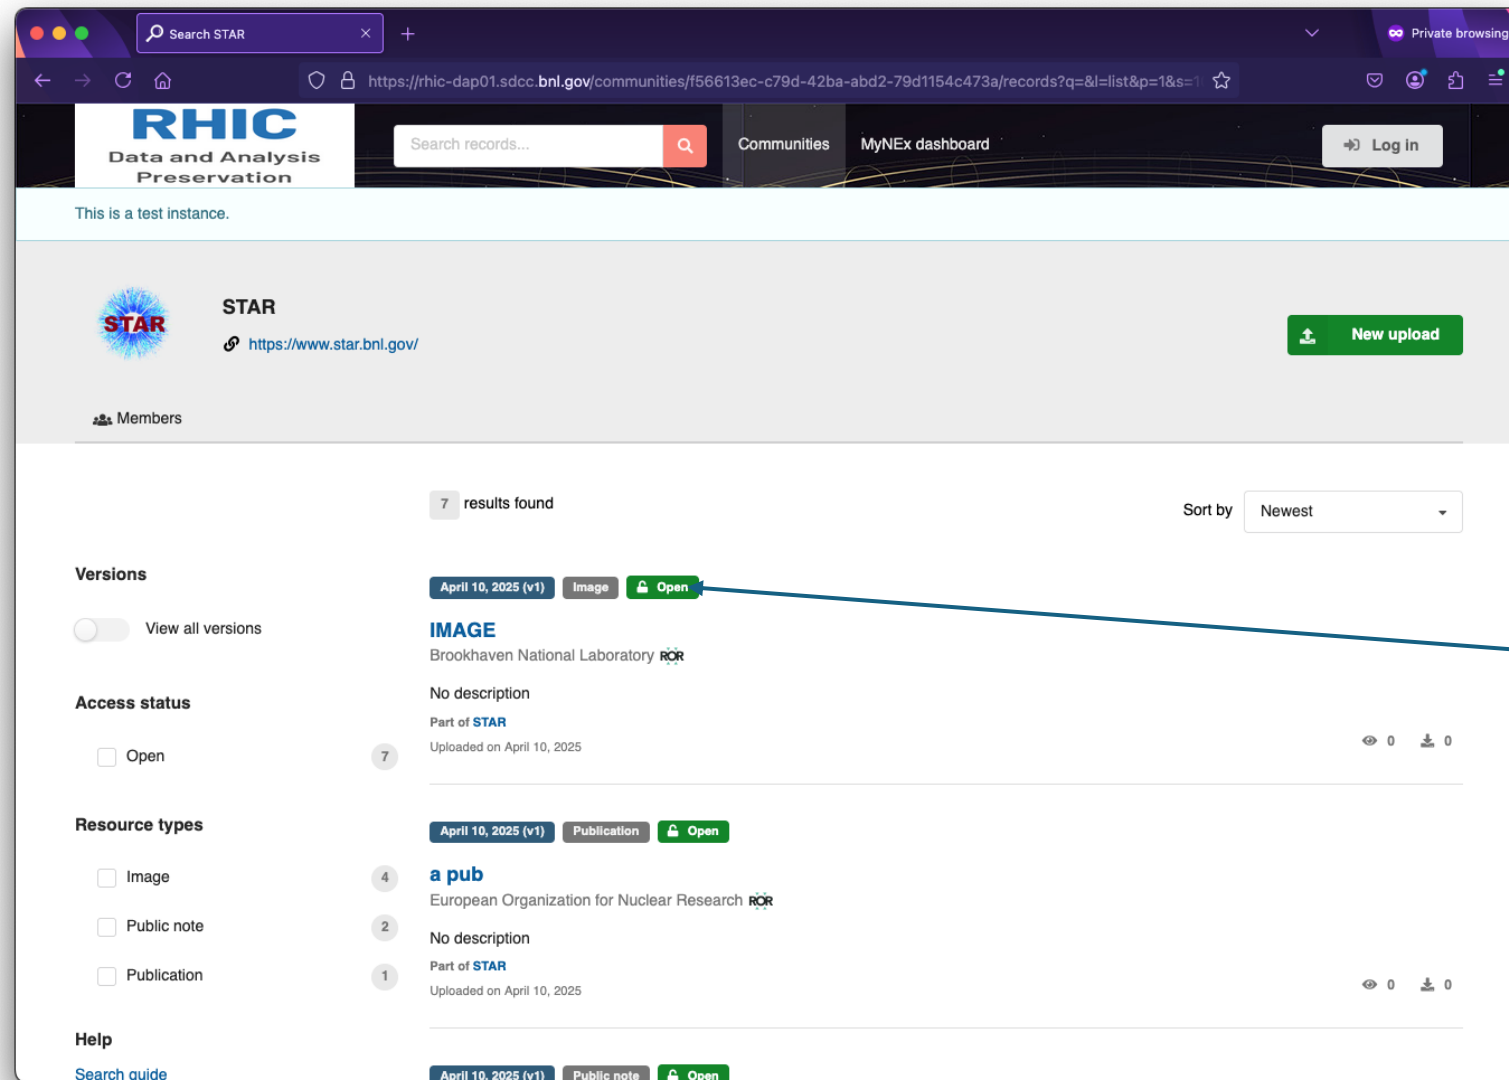 Search STAR
Private browsing
https://rhic-dap01.sdcc.bnl.gov/communities/f56613ec-c79d-42ba-abd2-79d1154c473a/records?q=&l=list&p=1&s=1
RHIC
Data and Analysis
Preservation
Search records...
Communities
MyNEx dashboard
Log in
This is a test instance.
STAR
STAR
https://www.star.bnl.gov/
New upload
Members
7 results found
Sort by
Newest
Versions
View all versions
Access status
Open 7
Resource types
Image 4
Public note 2
Publication 1
Help
Search guide
April 10, 2025 (v1) Image Open
IMAGE
Brookhaven National Laboratory ROR
No description
Part of STAR
Uploaded on April 10, 2025
0 0
April 10, 2025 (v1) Publication Open
a pub
European Organization for Nuclear Research ROR
No description
Part of STAR
Uploaded on April 10, 2025
0 0
April 10, 2025 (v1) Public note Open